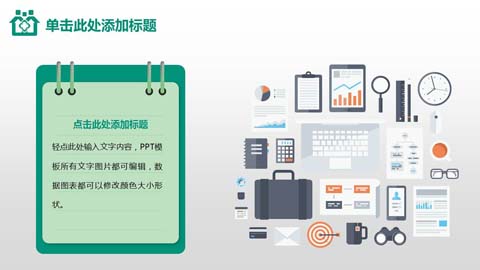 单击此处添加标题
点击此处添加标题
轻点此处输入文字内容，PPT模
板所有文字图片都可编辑，数
据图表都可以修改颜色大小形
状。